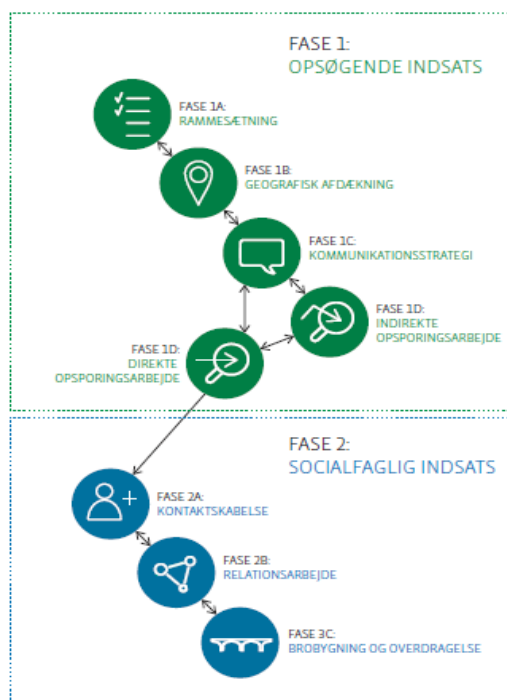 FASE 1:
OPSØGENDE INDSATS
FASE 1A:
RAMMESÆTNING
FASE 1B:
GEOGRAFISK AFDÆKNING
FASE 1C:
KOMMUNIKATIONSSTRATEGI
FASE 1D:
INDIREKTE
OPSPORINGSARBEJDE
FASE 1D:
DIREKTE
OPSPORINGSARBEJDE
FASE 2:
SOCIALFAGLIG INDSATS
FASE 2A:
KONTAKTSKABELSE
FASE 2B:
RELATIONSARBEJDE
FASE 3C:
BROBYGNING OG OVERDRAGELSE